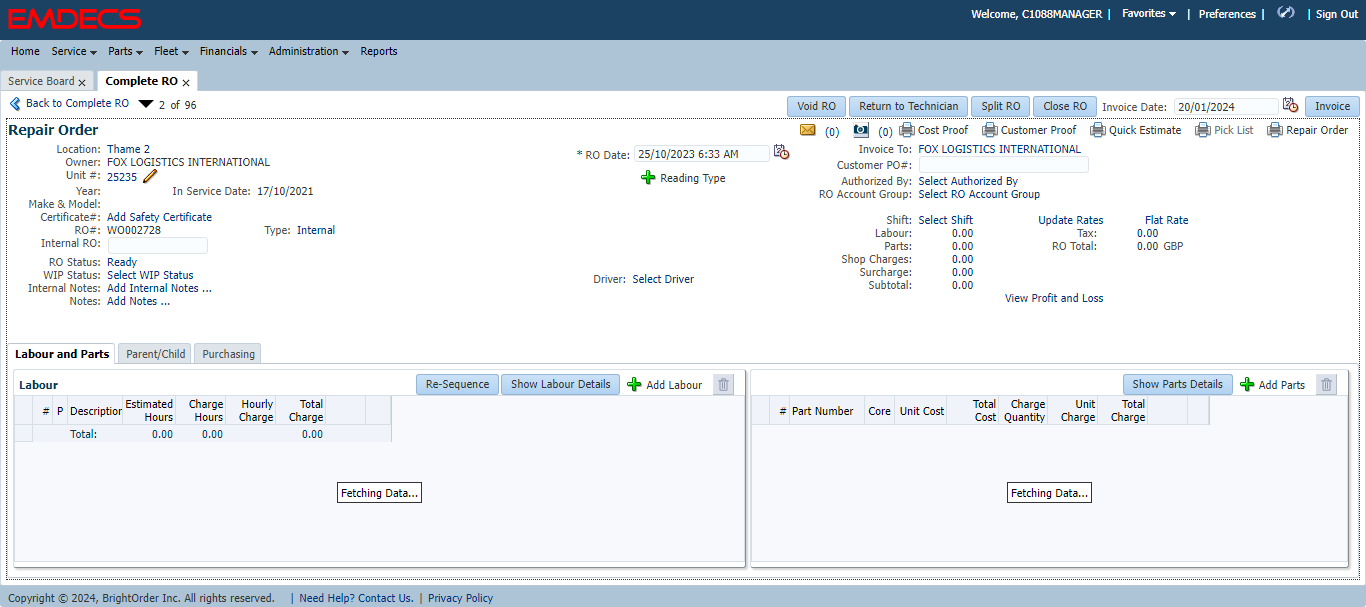 EMDECS
Welcome, C1088MANAGER | Favorites | Preferences | | Sign Out
Home Service Parts Fleet Financials Administration Reports
Service Board x Complete RO x
Back to Complete RO 2 of 96 Void RO Return to Technician Split RO Close RO Invoice Date: 20/01/2024 Invoice
Repair Order (0) (0) Cost Proof Customer Proof Quick Estimate Pick List Repair Order
Location: Thame 2 * RO Date: 25/10/2023 6:33 AM Invoice To: FOX LOGISTICS INTERNATIONAL
Owner: FOX LOGISTICS INTERNATIONAL Customer PO#:
Unit #: 25235 Reading Type Authorized By: Select Authorized By
Year: In Service Date: 17/10/2021 RO Account Group: Select RO Account Group
Make & Model:
Certificate#: Add Safety Certificate Shift: Select Shift Update Rates Flat Rate
RO#: WO002728 Type: Internal Labour: 0.00 Tax: 0.00
Internal RO: Parts: 0.00 RO Total: 0.00 GBP
RO Status: Ready Shop Charges: 0.00
WIP Status: Select WIP Status Driver: Select Driver Surcharge: 0.00
Internal Notes: Add Internal Notes ... Subtotal: 0.00
Notes: Add Notes ... View Profit and Loss
Labour and Parts Parent/Child Purchasing
Labour Re-Sequence Show Labour Details Add Labour Show Parts Details Add Parts
# P Description Estimated Hours Charge Hours Hourly Charge Total Charge # Part Number Core Unit Cost Total Cost Charge Quantity Unit Charge Total Charge
Total: 0.00 0.00 0.00
Fetching Data... Fetching Data...
Copyright © 2024, BrightOrder Inc. All rights reserved. | Need Help? Contact Us. | Privacy Policy